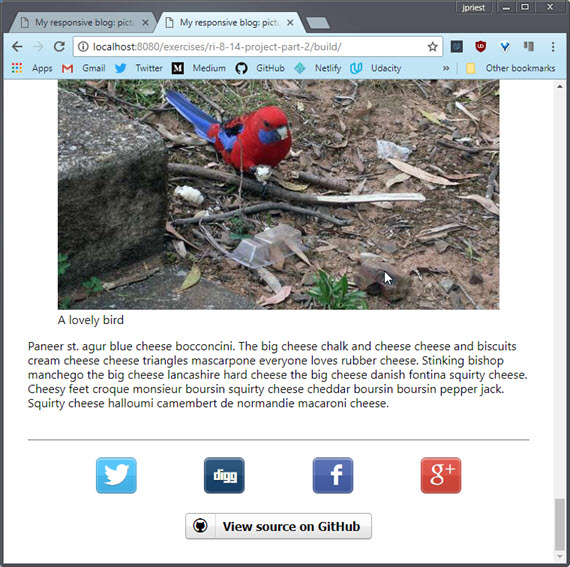 jpriest
My responsive blog: pictu
My responsive blog: pictu
localhost:8080/exercises/ri-8-14-project-part-2/build/
Apps Gmail Twitter Medium GitHub Netlify Udacity » Other bookmarks
A lovely bird
Paneer st. agur blue cheese bocconcini. The big cheese chalk and cheese cheese and biscuits
cream cheese cheese triangles mascarpone everyone loves rubber cheese. Stinking bishop
manchego the big cheese lancashire hard cheese the big cheese danish fontina squirty cheese.
Cheesy feet croque monsieur boursin squirty cheese cheddar boursin boursin pepper jack.
Squirty cheese halloumi camembert de normandie macaroni cheese.
digg f g+
View source on GitHub